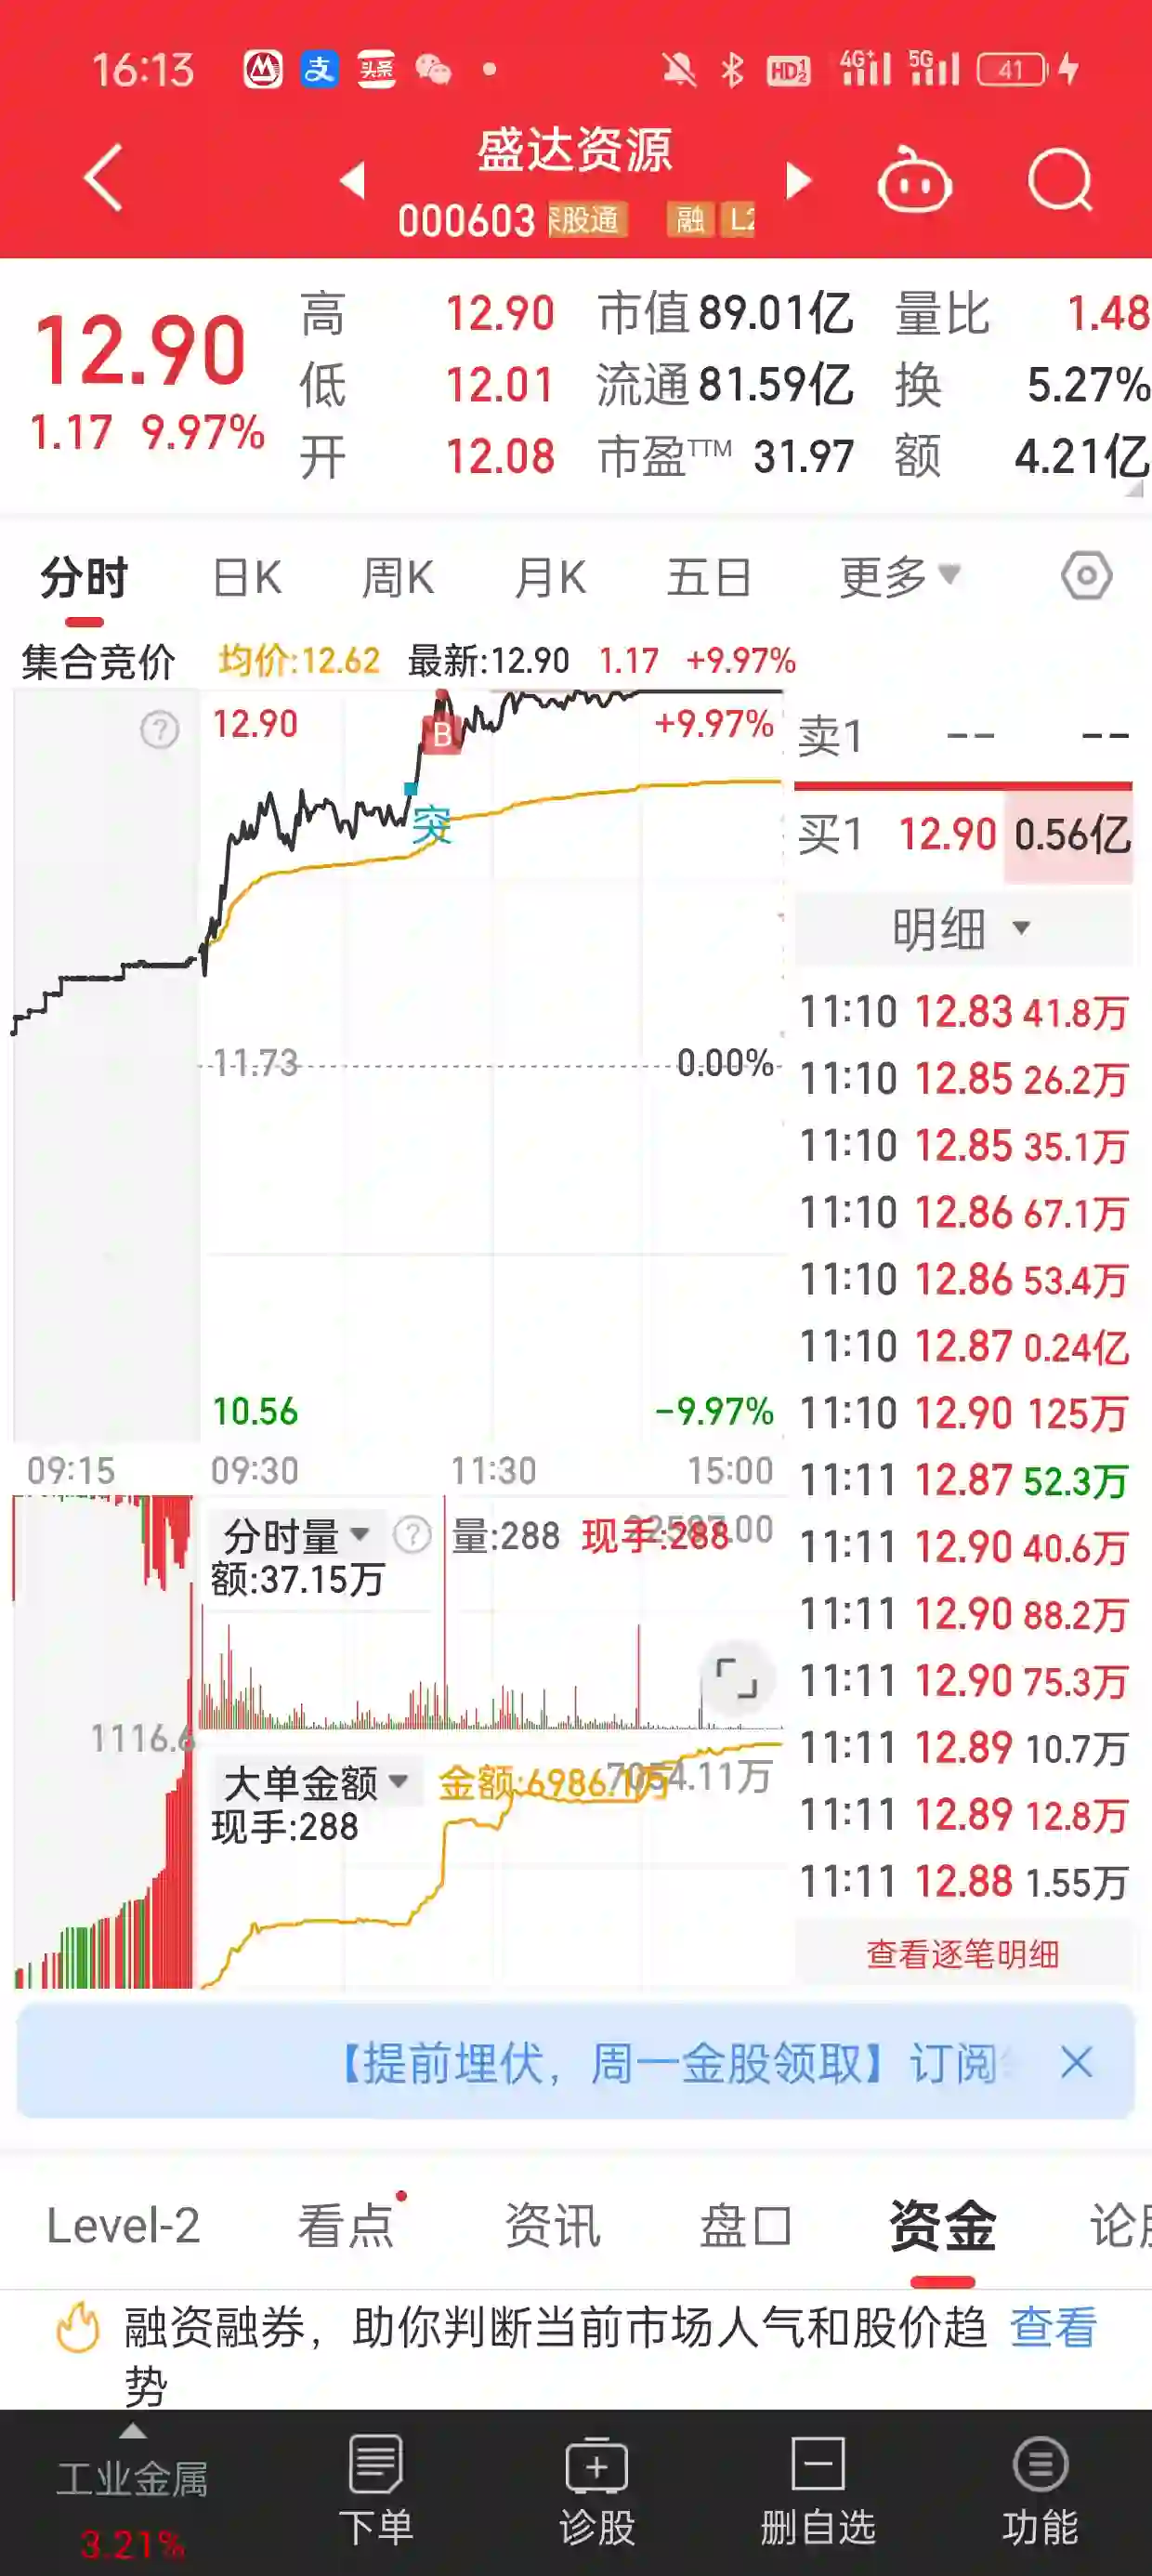 16:13 头条 HD1 2 4G+ 5G 41
盛达资源
000603 深股通 融 L2
12.90
1.17 9.97%
高 12.90 市值 89.01亿 量比 1.48
低 12.01 流通 81.59亿 换 5.27%
开 12.08 市盈TTM 31.97 额 4.21亿
分时 日K 周K 月K 五日 更多
集合竞价 均价:12.62 最新:12.90 1.17 +9.97%
12.90 +9.97%
B
突
11.73 0.00%
10.56 -9.97%
09:15 09:30 11:30 15:00
卖1 -- --
买1 12.90 0.56亿
明细
11:10 12.83 41.8万
11:10 12.85 26.2万
11:10 12.85 35.1万
11:10 12.86 67.1万
11:10 12.86 53.4万
11:10 12.87 0.24亿
11:10 12.90 125万
11:11 12.87 52.3万
11:11 12.90 40.6万
11:11 12.90 88.2万
11:11 12.90 75.3万
11:11 12.89 10.7万
11:11 12.89 12.8万
11:11 12.88 1.55万
查看逐笔明细
分时量 量:288 现手:288
额:37.15万
1116.6
大单金额 金额:6986.1万 7054.11万
现手:288
【提前埋伏，周一金股领取】订阅
Level-2 看点 资讯 盘口 资金 论股
融资融券，助你判断当前市场人气和股价趋 查看
势
工业金属
3.21%
下单 诊股 删自选 功能